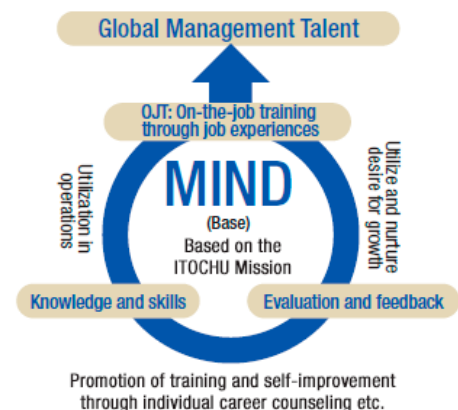 Global Management Talent
OJT: On-the-job training
through job experiences
Utilization in
operations
MIND
(Base)
Based on the
ITOCHU Mission
Utilize and nurture
desire for growth
Knowledge and skills
Evaluation and feedback
Promotion of training and self-improvement
through individual career counseling etc.